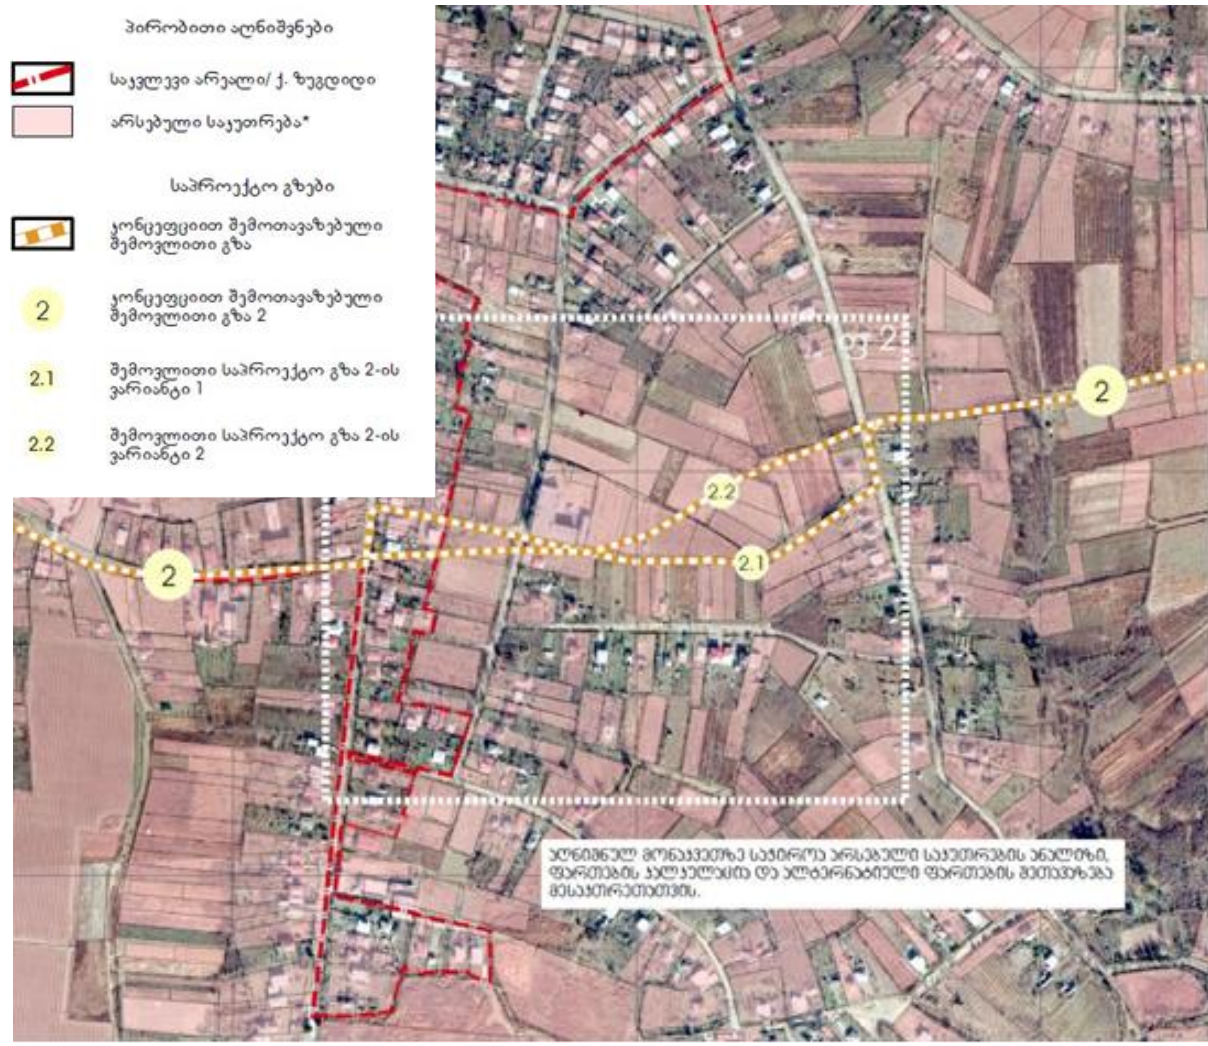 პირობითი აღნიშვნები
საკვლევი არეალი/ ქ. ზუგდიდი
არსებული საკუთრება*
საპროექტო გზები
კონცეფციით შემოთავაზებული
შემოვლითი გზა
2
კონცეფციით შემოთავაზებული
შემოვლითი გზა 2
2.1
შემოვლითი საპროექტო გზა 2-ის
ვარიანტი 1
2.2
შემოვლითი საპროექტო გზა 2-ის
ვარიანტი 2
ფ 2
2
2.2
2.1
2
აღნიშნულ მონაკვეთზე საჭიროა არსებული საკუთრების ანალიზი,
ფართების კალკულაცია და ალტერნატიული ფართების შეთავაზება
მესაკუთრეთათვის.